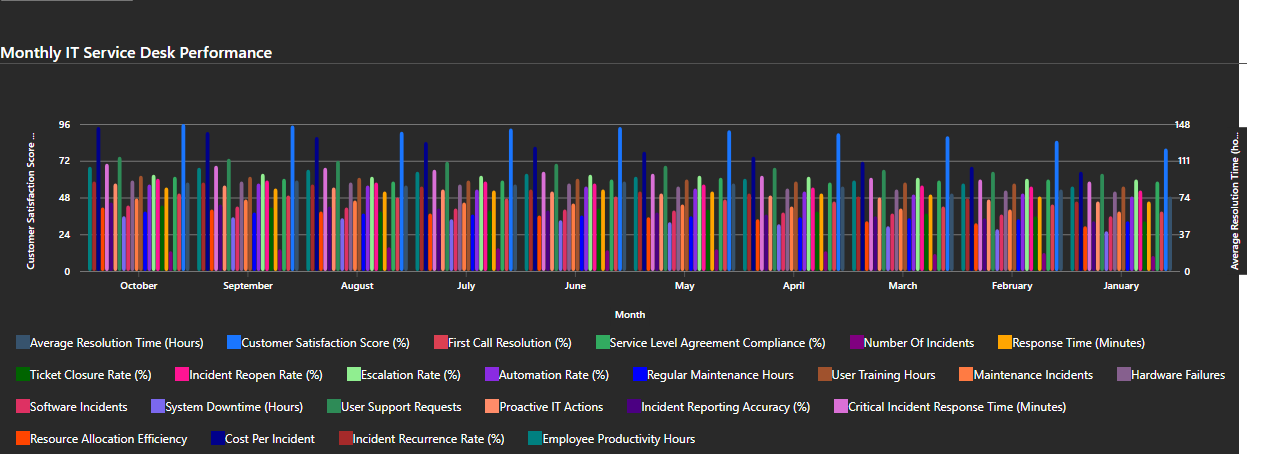 Monthly IT Service Desk Performance
96
72
48
24
0
Customer Satisfaction Score ...
148
111
74
37
0
Average Resolution Time (ho...
October September August July June May April March February January
Month
Average Resolution Time (Hours) Customer Satisfaction Score (%) First Call Resolution (%) Service Level Agreement Compliance (%) Number Of Incidents Response Time (Minutes)
Ticket Closure Rate (%) Incident Reopen Rate (%) Escalation Rate (%) Automation Rate (%) Regular Maintenance Hours User Training Hours Maintenance Incidents Hardware Failures
Software Incidents System Downtime (Hours) User Support Requests Proactive IT Actions Incident Reporting Accuracy (%) Critical Incident Response Time (Minutes)
Resource Allocation Efficiency Cost Per Incident Incident Recurrence Rate (%) Employee Productivity Hours